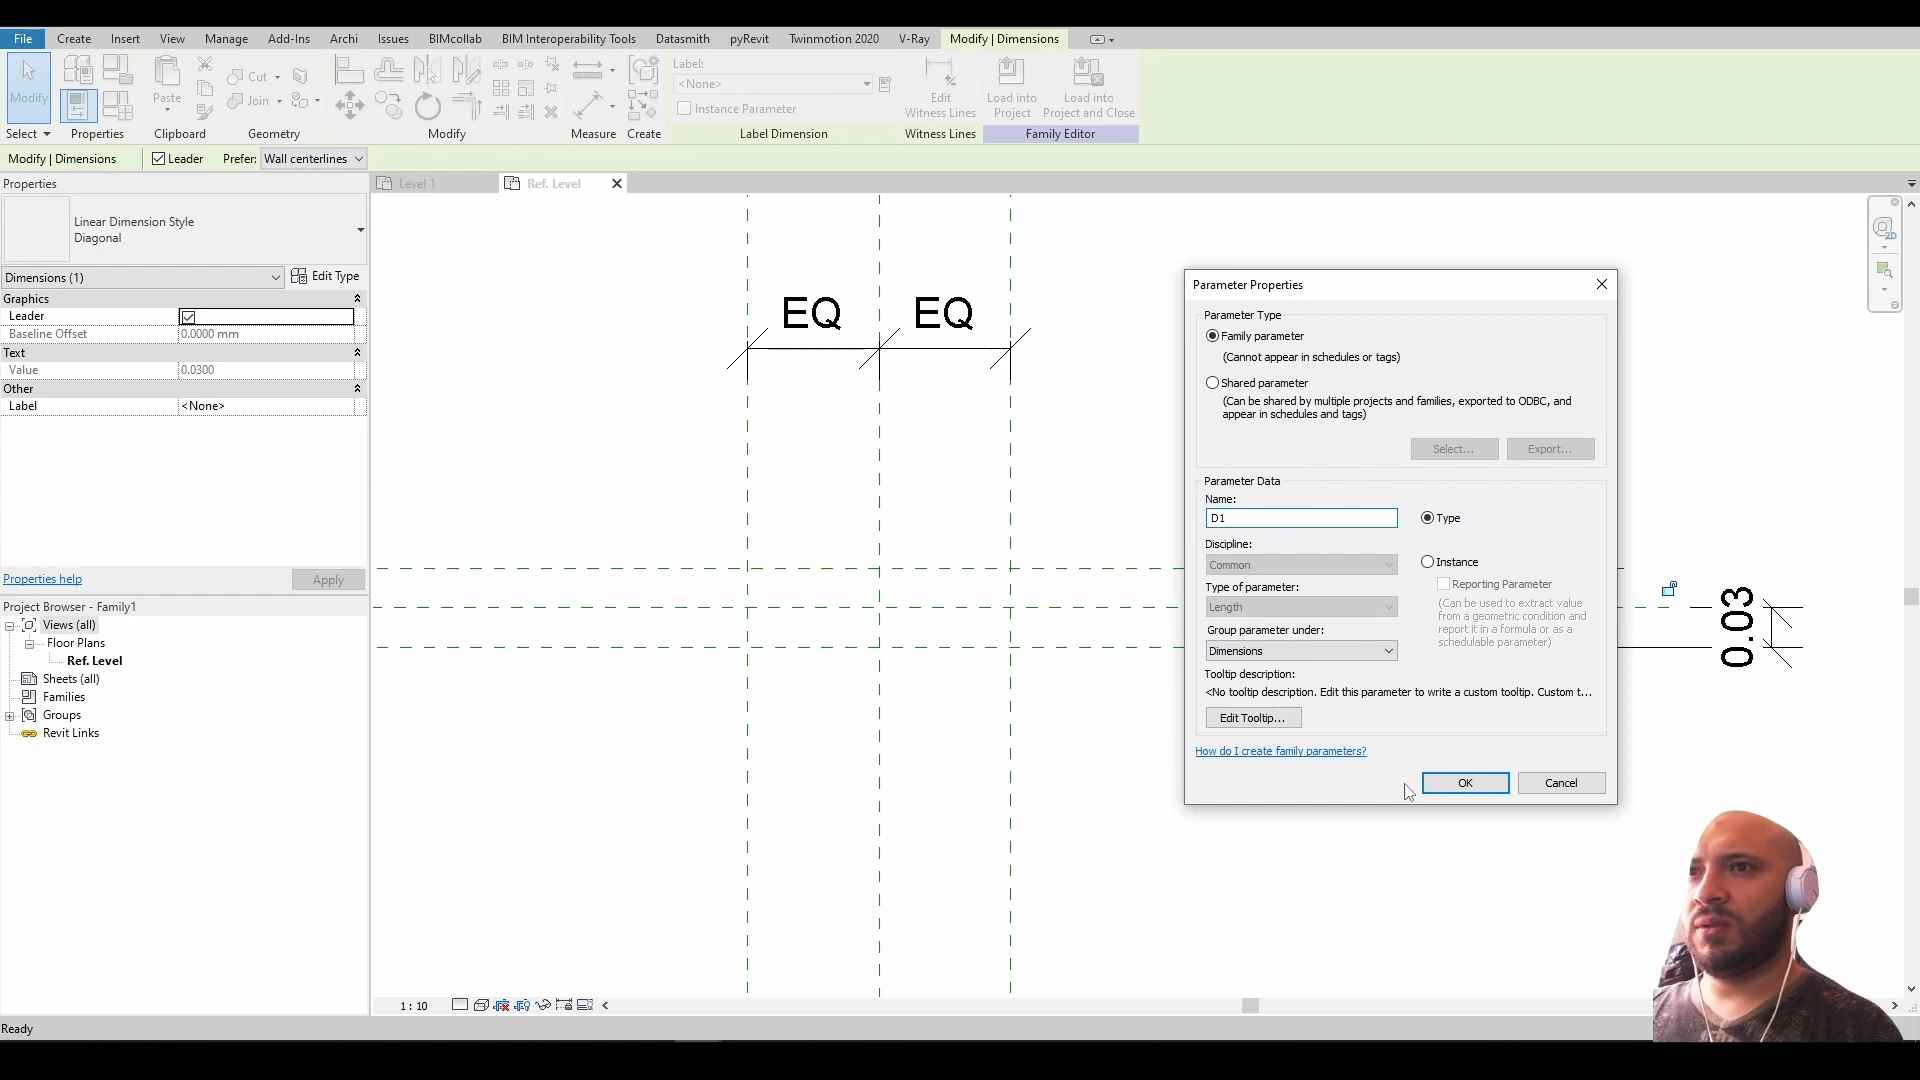 File Create Insert View Manage Add-Ins Archi Issues BIMcollab BIM Interoperability Tools Datasmith pyRevit Twinmotion 2020 V-Ray Modify | Dimensions
Modify
Paste
Cut
Join
Label:
<None>
Instance Parameter
Edit
Witness Lines
Load into
Project
Load into
Project and Close
Select Properties Clipboard Geometry Modify Measure Create Label Dimension Witness Lines Family Editor
Modify | Dimensions Leader Prefer: Wall centerlines
Properties
Level 1
Ref. Level
Linear Dimension Style
Diagonal
Dimensions (1)
Edit Type
Graphics
Leader
Baseline Offset 0.0000 mm
Text
Value 0.0300
Other
Label <None>
Properties help
Apply
Project Browser - Family1
Views (all)
Floor Plans
Ref. Level
Sheets (all)
Families
Groups
Revit Links
EQ EQ
0.03
2D
Parameter Properties
Parameter Type
Family parameter
(Cannot appear in schedules or tags)
Shared parameter
(Can be shared by multiple projects and families, exported to ODBC, and
appear in schedules and tags)
Select...
Export...
Parameter Data
Name:
D1
Type
Discipline:
Common
Instance
Type of parameter:
Length
Reporting Parameter
(Can be used to extract value
from a geometric condition and
report it in a formula or as a
schedulable parameter)
Group parameter under:
Dimensions
Tooltip description:
<No tooltip description. Edit this parameter to write a custom tooltip. Custom t...
Edit Tooltip...
How do I create family parameters?
OK
Cancel
1 : 10
Ready